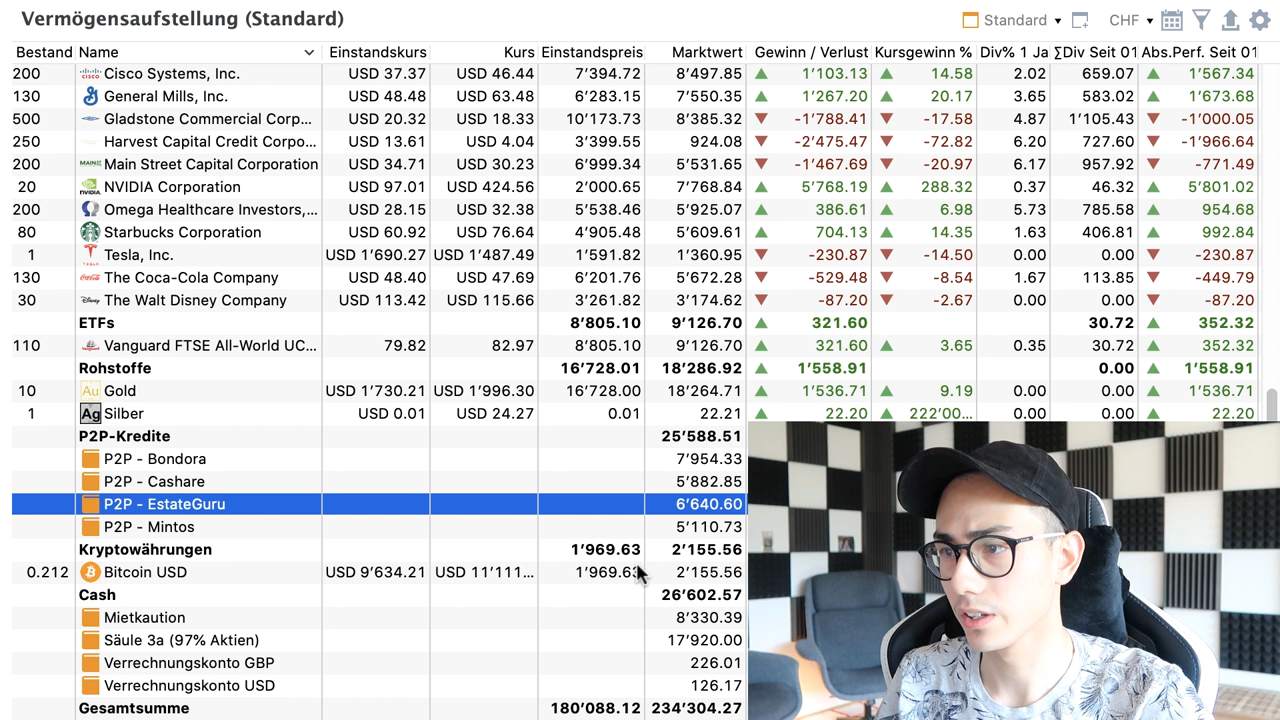 Vermögensaufstellung (Standard)
Standard CHF
Bestand Name Einstandskurs Kurs Einstandspreis Marktwert Gewinn / Verlust Kursgewinn % Div% 1 Ja ΣDiv Seit 01 Abs.Perf. Seit 01
200 Cisco Systems, Inc. USD 37.37 USD 46.44 7’394.72 8’497.85 1’103.13 14.58 2.02 659.07 1’567.34
130 General Mills, Inc. USD 48.48 USD 63.48 6’283.15 7’550.35 1’267.20 20.17 3.65 583.02 1’673.68
500 Gladstone Commercial Corp... USD 20.32 USD 18.33 10’173.73 8’385.32 -1’788.41 -17.58 4.87 1’105.43 -1’000.05
250 Harvest Capital Credit Corpo... USD 13.61 USD 4.04 3’399.55 924.08 -2’475.47 -72.82 6.20 727.60 -1’966.64
200 Main Street Capital Corporation USD 34.71 USD 30.23 6’999.34 5’531.65 -1’467.69 -20.97 6.17 957.92 -771.49
20 NVIDIA Corporation USD 97.01 USD 424.56 2’000.65 7’768.84 5’768.19 288.32 0.37 46.32 5’801.02
200 Omega Healthcare Investors,... USD 28.15 USD 32.38 5’538.46 5’925.07 386.61 6.98 5.73 785.58 954.68
80 Starbucks Corporation USD 60.92 USD 76.64 4’905.48 5’609.61 704.13 14.35 1.63 406.81 992.84
1 Tesla, Inc. USD 1’690.27 USD 1’487.49 1’591.82 1’360.95 -230.87 -14.50 0.00 0.00 -230.87
130 The Coca-Cola Company USD 48.40 USD 47.69 6’201.76 5’672.28 -529.48 -8.54 1.67 113.85 -449.79
30 The Walt Disney Company USD 113.42 USD 115.66 3’261.82 3’174.62 -87.20 -2.67 0.00 0.00 -87.20
ETFs 8’805.10 9’126.70 321.60 30.72 352.32
110 Vanguard FTSE All-World UC... 79.82 82.97 8’805.10 9’126.70 321.60 3.65 0.35 30.72 352.32
Rohstoffe 16’728.01 18’286.92 1’558.91 0.00 1’558.91
10 Au Gold USD 1’730.21 USD 1’996.30 16’728.00 18’264.71 1’536.71 9.19 0.00 0.00 1’536.71
1 Ag Silber USD 0.01 USD 24.27 0.01 22.21 22.20 222’00... 0.00 0.00 22.20
P2P-Kredite 25’588.51
P2P - Bondora 7’954.33
P2P - Cashare 5’882.85
P2P - EstateGuru 6’640.60
P2P - Mintos 5’110.73
Kryptowährungen 1’969.63 2’155.56
0.212 Bitcoin USD USD 9’634.21 USD 11’111... 1’969.63 2’155.56
Cash 26’602.57
Mietkaution 8’330.39
Säule 3a (97% Aktien) 17’920.00
Verrechnungskonto GBP 226.01
Verrechnungskonto USD 126.17
Gesamtsumme 180’088.12 234’304.27